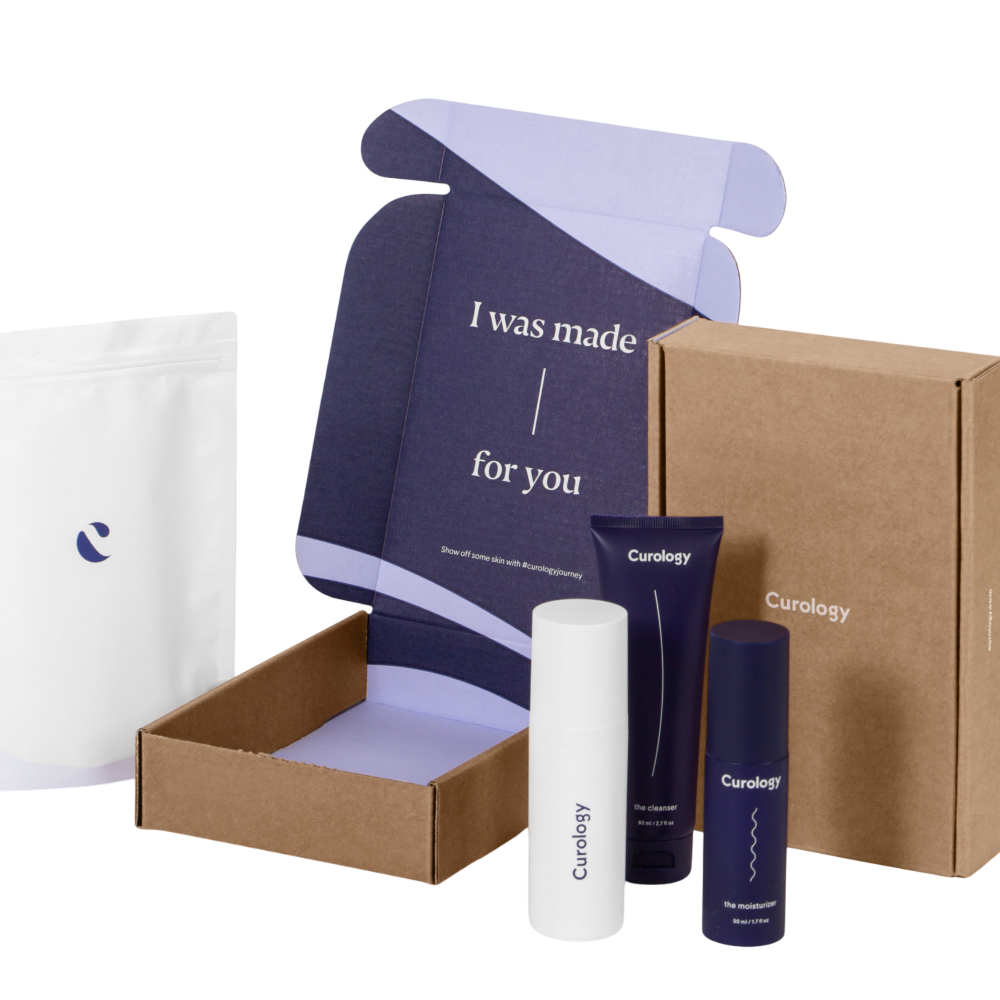 I was made
for you
Show off some skin with #curologyjourney
Curology
the cleanser
80 ml / 2.7 fl oz
Curology
Curology
the moisturizer
50 ml / 1.7 fl oz
Curology